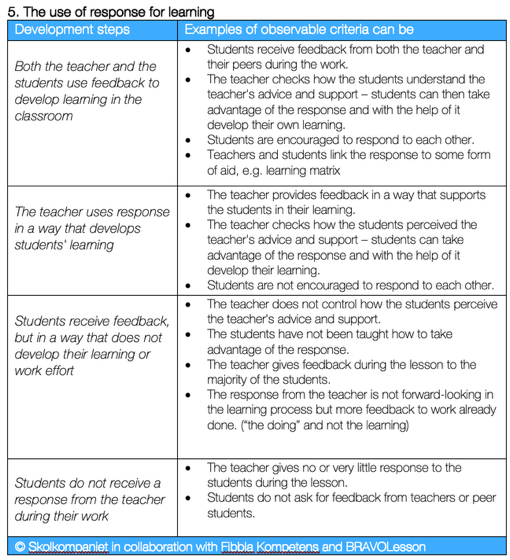 5. The use of response for learning
Development steps
Examples of observable criteria can be
Both the teacher and the
students use feedback to
develop learning in the
classroom
• Students receive feedback from both the teacher and
their peers during the work.
• The teacher checks how the students understand the
teacher's advice and support – students can then take
advantage of the response and with the help of it
develop their own learning.
• Students are encouraged to respond to each other.
• Teachers and students link the response to some form
of aid, e.g. learning matrix
The teacher uses response
in a way that develops
students' learning
• The teacher provides feedback in a way that supports
the students in their learning.
• The teacher checks how the students perceived the
teacher's advice and support – students can take
advantage of the response and with the help of it
develop their learning.
• Students are not encouraged to respond to each other.
Students receive feedback,
but in a way that does not
develop their learning or
work effort
• The teacher does not control how the students perceive
the teacher's advice and support.
• The students have not been taught how to take
advantage of the response.
• The teacher gives feedback during the lesson to the
majority of the students.
• The response from the teacher is not forward-looking in
the learning process but more feedback to work already
done. ("the doing" and not the learning)
Students do not receive a
response from the teacher
during their work
• The teacher gives no or very little response to the
students during the lesson.
• Students do not ask for feedback from teachers or peer
students.
© Skolkompaniet in collaboration with Fibbla Kompetens and BRAVOLesson